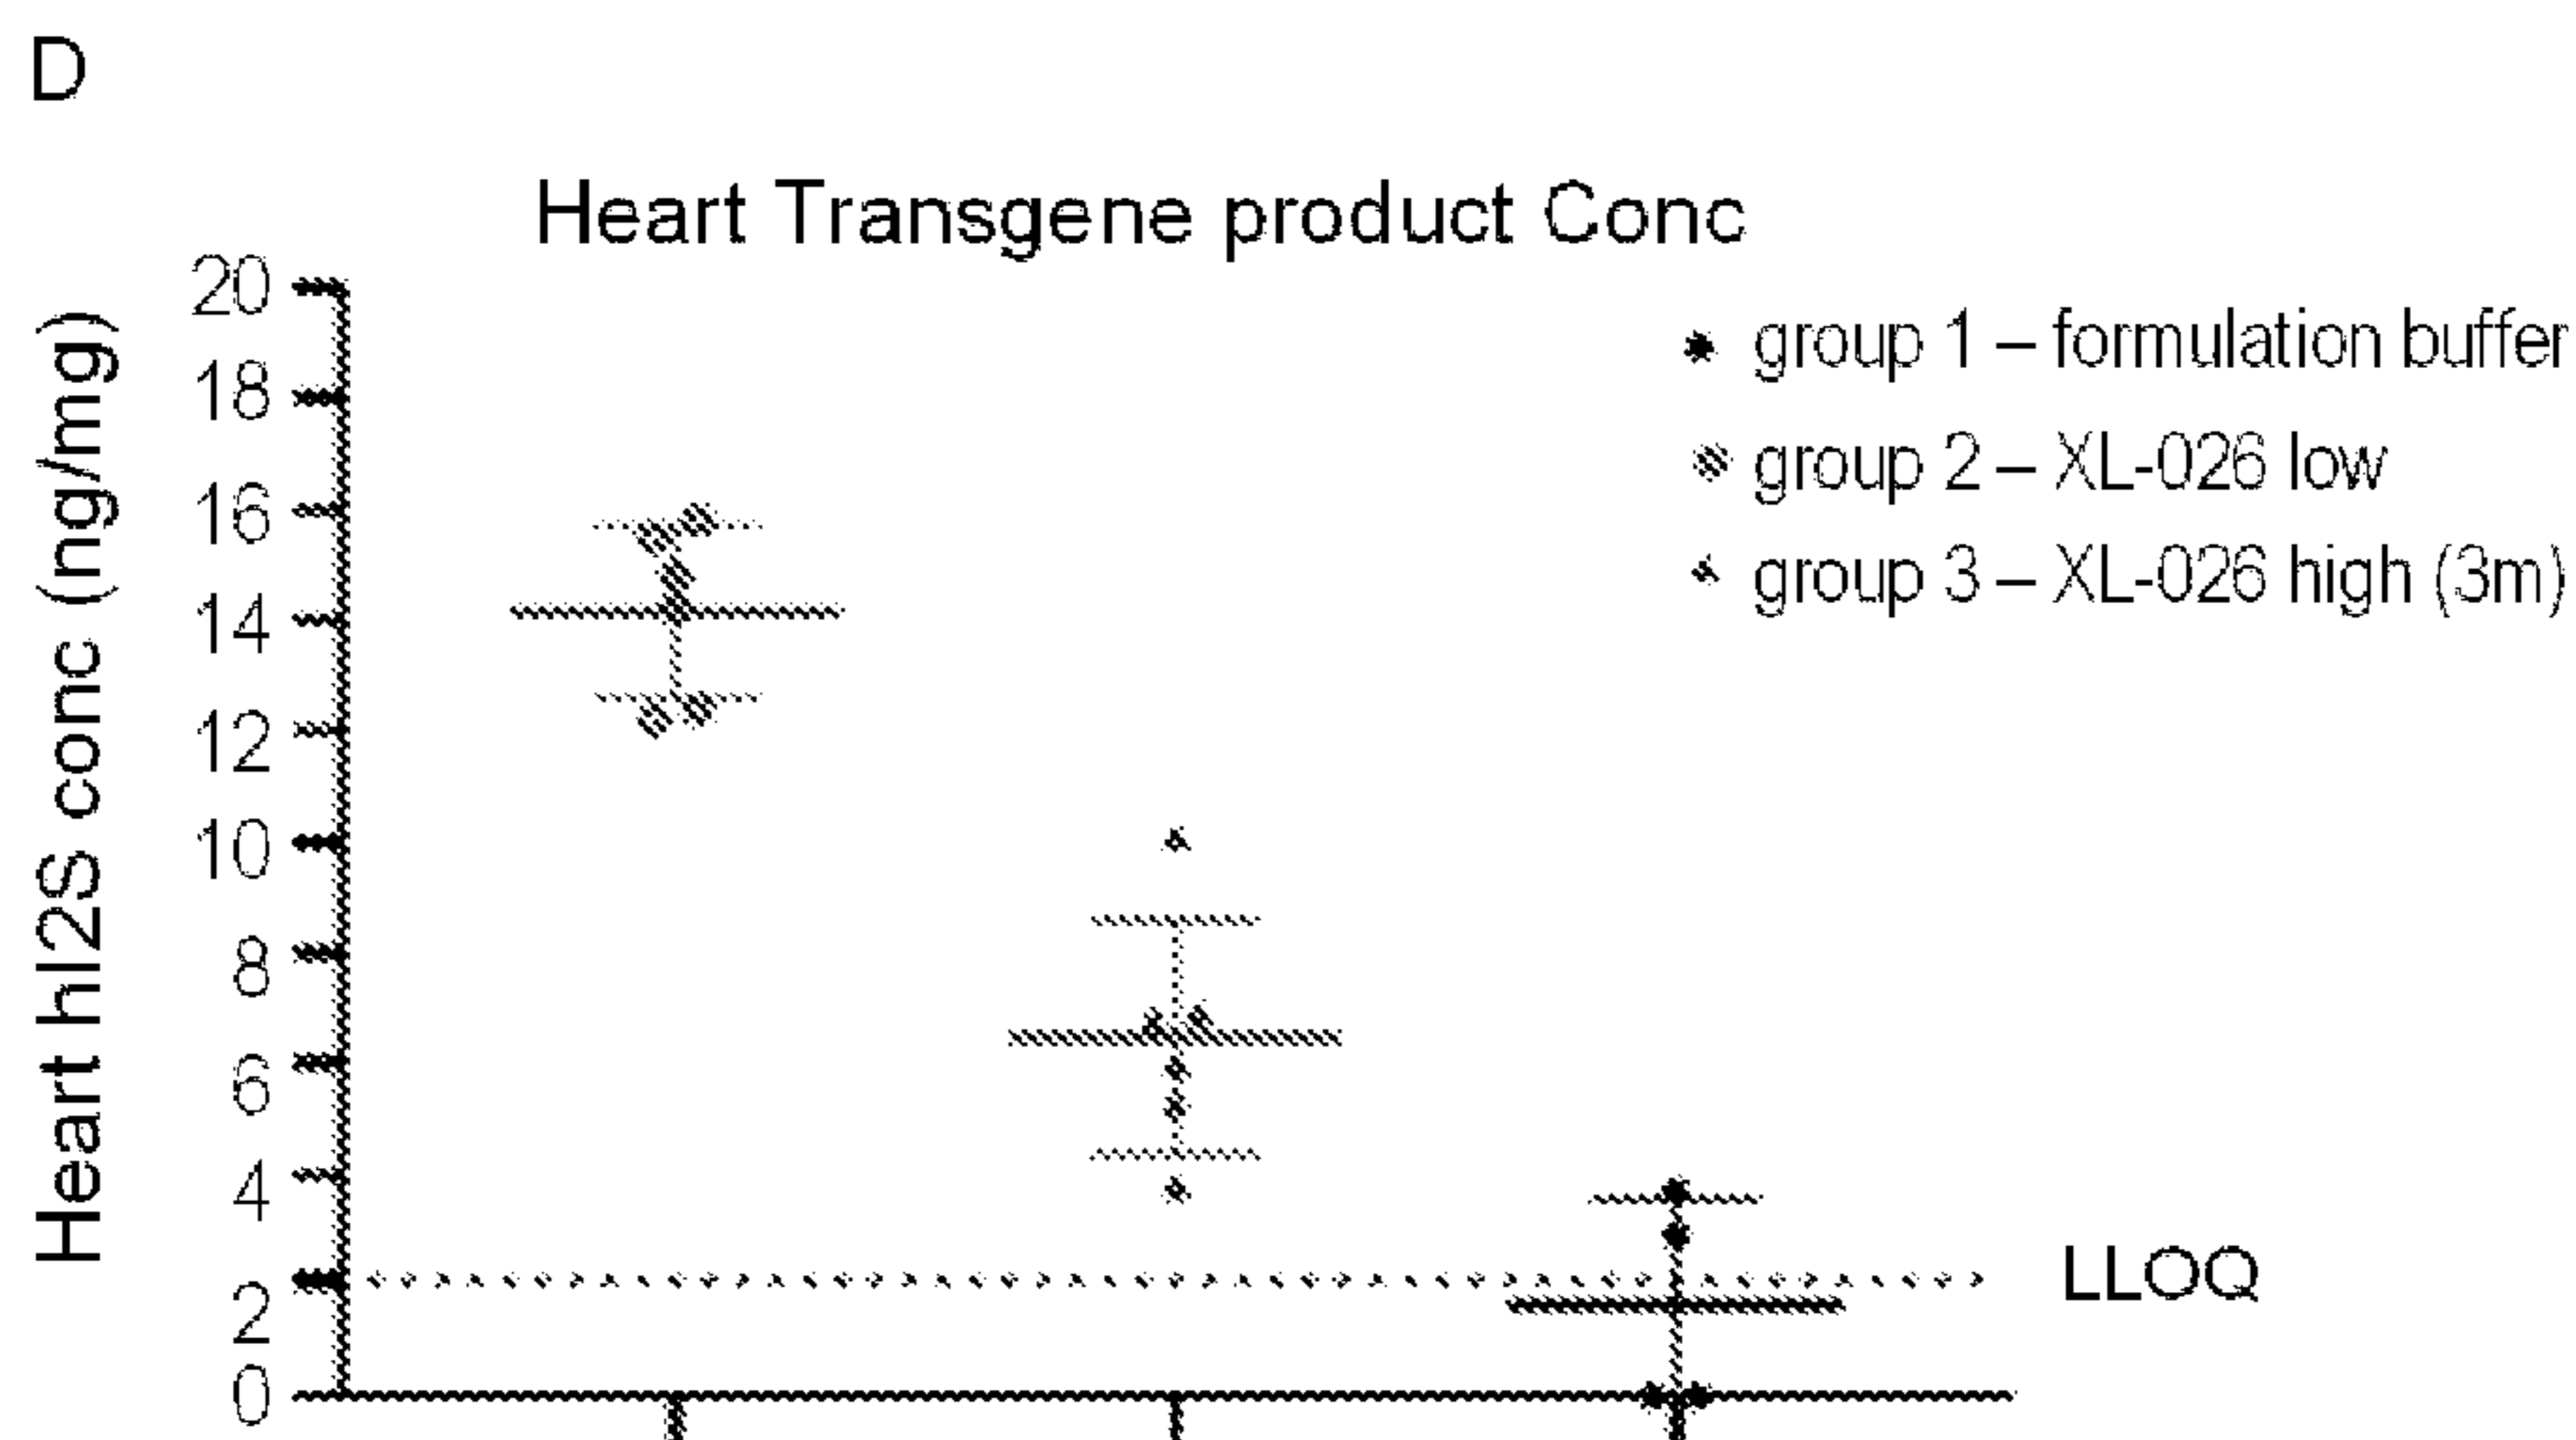 D
Heart Transgene product Conc
Heart hI2S conc (ng/mg)
20
18
16
14
12
10
8
6
4
2
0
group 1 – formulation buffer
group 2 – XL-026 low
group 3 – XL-026 high (3m)
LLOQ